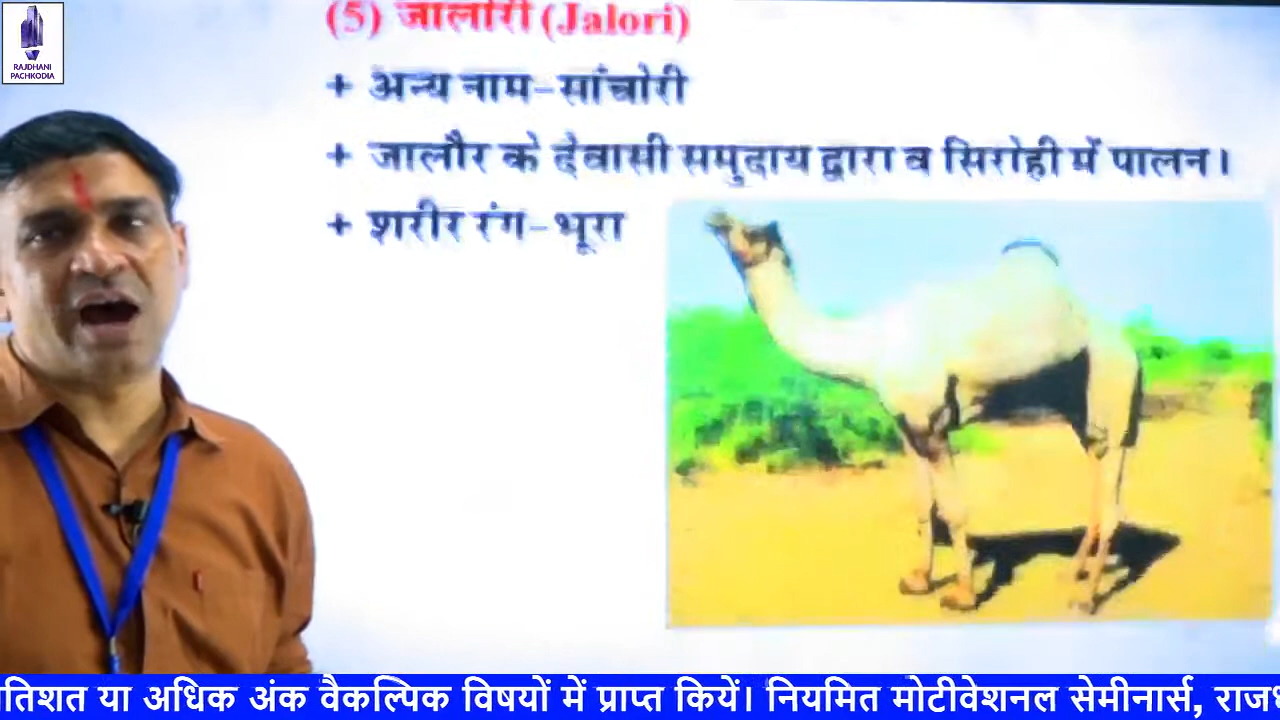 RAJDHANI
PACHKODIA
(5) जालोरी (Jalori)
+ अन्य नाम–सांचोरी
+ जालौर के देवासी समुदाय द्वारा व सिरोही में पालन।
+ शरीर रंग–भूरा
तिशत या अधिक अंक वैकल्पिक विषयों में प्राप्त कियें। नियमित मोटीवेशनल सेमीनार्स,